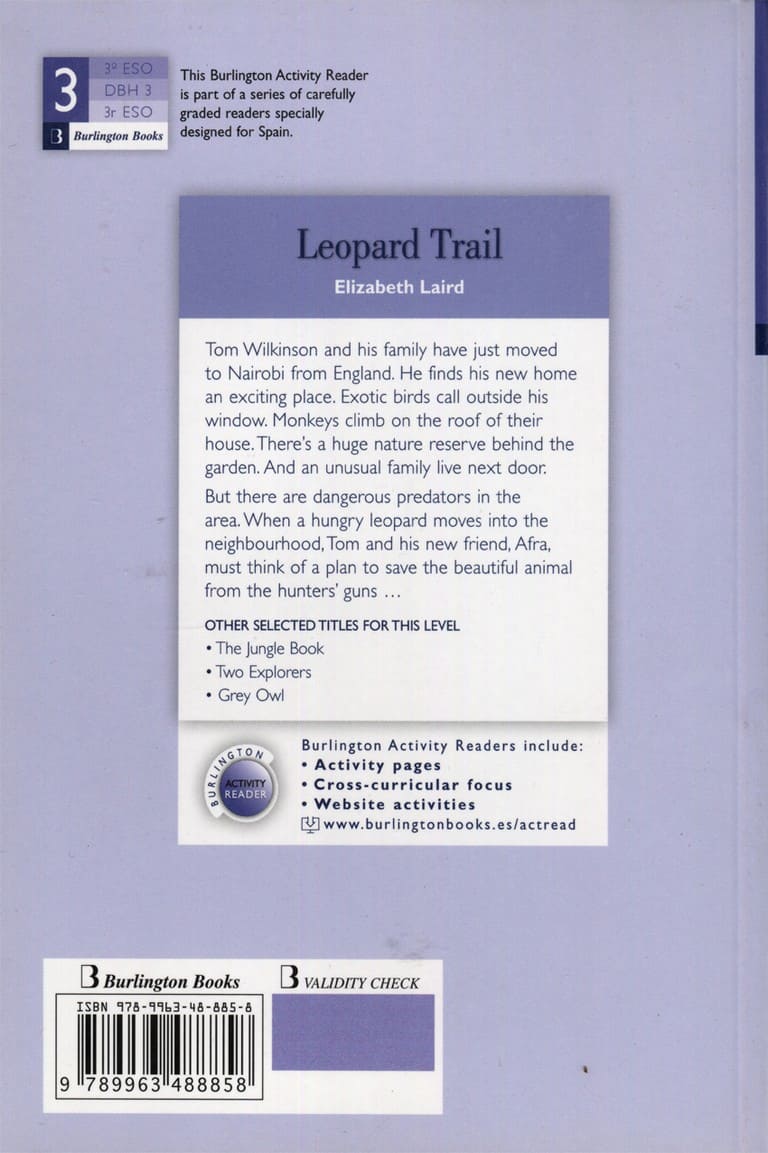 3
3º ESO
DBH 3
3r ESO
B Burlington Books
This Burlington Activity Reader
is part of a series of carefully
graded readers specially
designed for Spain.
Leopard Trail
Elizabeth Laird
Tom Wilkinson and his family have just moved
to Nairobi from England. He finds his new home
an exciting place. Exotic birds call outside his
window. Monkeys climb on the roof of their
house. There's a huge nature reserve behind the
garden. And an unusual family live next door.
But there are dangerous predators in the
area. When a hungry leopard moves into the
neighbourhood, Tom and his new friend, Afra,
must think of a plan to save the beautiful animal
from the hunters' guns ...
OTHER SELECTED TITLES FOR THIS LEVEL
• The Jungle Book
• Two Explorers
• Grey Owl
BURLINGTON
ACTIVITY
READER
Burlington Activity Readers include:
• Activity pages
• Cross-curricular focus
• Website activities
www.burlingtonbooks.es/actread
B Burlington Books
B VALIDITY CHECK
ISBN 978-9963-48-885-8
9 789963 488858